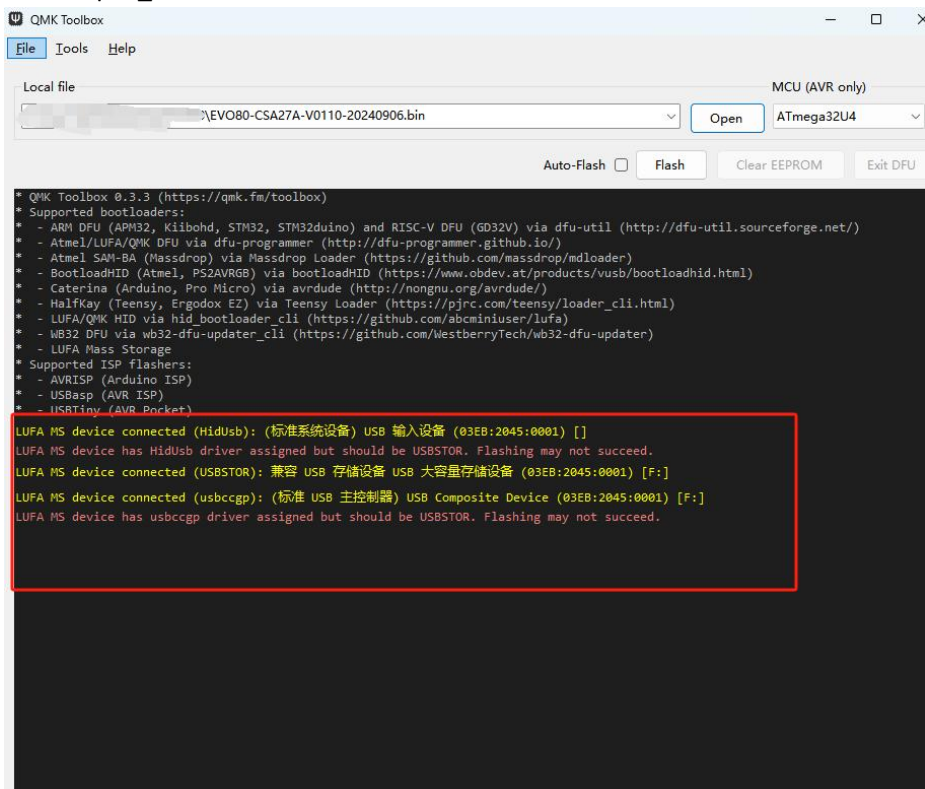 QMK Toolbox
File Tools Help
Local file
MCU (AVR only)
\EVO80-CSA27A-V0110-20240906.bin
Open
ATmega32U4
Auto-Flash
Flash
Clear EEPROM
Exit DFU
* QMK Toolbox 0.3.3 (https://qmk.fm/toolbox)
* Supported bootloaders:
*  - ARM DFU (APM32, Kiibohd, STM32, STM32duino) and RISC-V DFU (GD32V) via dfu-util (http://dfu-util.sourceforge.net/)
*  - Atmel/LUFA/QMK DFU via dfu-programmer (http://dfu-programmer.github.io/)
*  - Atmel SAM-BA (Massdrop) via Massdrop Loader (https://github.com/massdrop/mdloader)
*  - BootloadHID (Atmel, PS2AVRGB) via bootloadHID (https://www.obdev.at/products/vusb/bootloadhid.html)
*  - Caterina (Arduino, Pro Micro) via avrdude (http://nongnu.org/avrdude/)
*  - HalfKay (Teensy, Ergodox EZ) via Teensy Loader (https://pjrc.com/teensy/loader_cli.html)
*  - LUFA/QMK HID via hid_bootloader_cli (https://github.com/abcminiuser/lufa)
*  - WB32 DFU via wb32-dfu-updater_cli (https://github.com/WestberryTech/wb32-dfu-updater)
*  - LUFA Mass Storage
* Supported ISP flashers:
*  - AVRISP (Arduino ISP)
*  - USBasp (AVR ISP)
*  - USBTiny (AVR Pocket)
LUFA MS device connected (HidUsb): (标准系统设备) USB 输入设备 (03EB:2045:0001) []
LUFA MS device has HidUsb driver assigned but should be USBSTOR. Flashing may not succeed.
LUFA MS device connected (USBSTOR): 兼容 USB 存储设备 USB 大容量存储设备 (03EB:2045:0001) [F:]
LUFA MS device connected (usbccgp): (标准 USB 主控制器) USB Composite Device (03EB:2045:0001) [F:]
LUFA MS device has usbccgp driver assigned but should be USBSTOR. Flashing may not succeed.